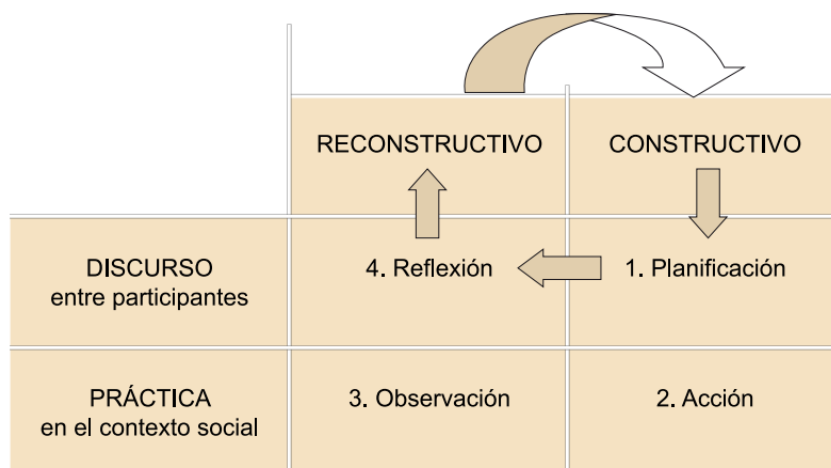 RECONSTRUCTIVO
CONSTRUCTIVO
DISCURSO
entre participantes
4. Reflexión
1. Planificación
PRÁCTICA
en el contexto social
3. Observación
2. Acción